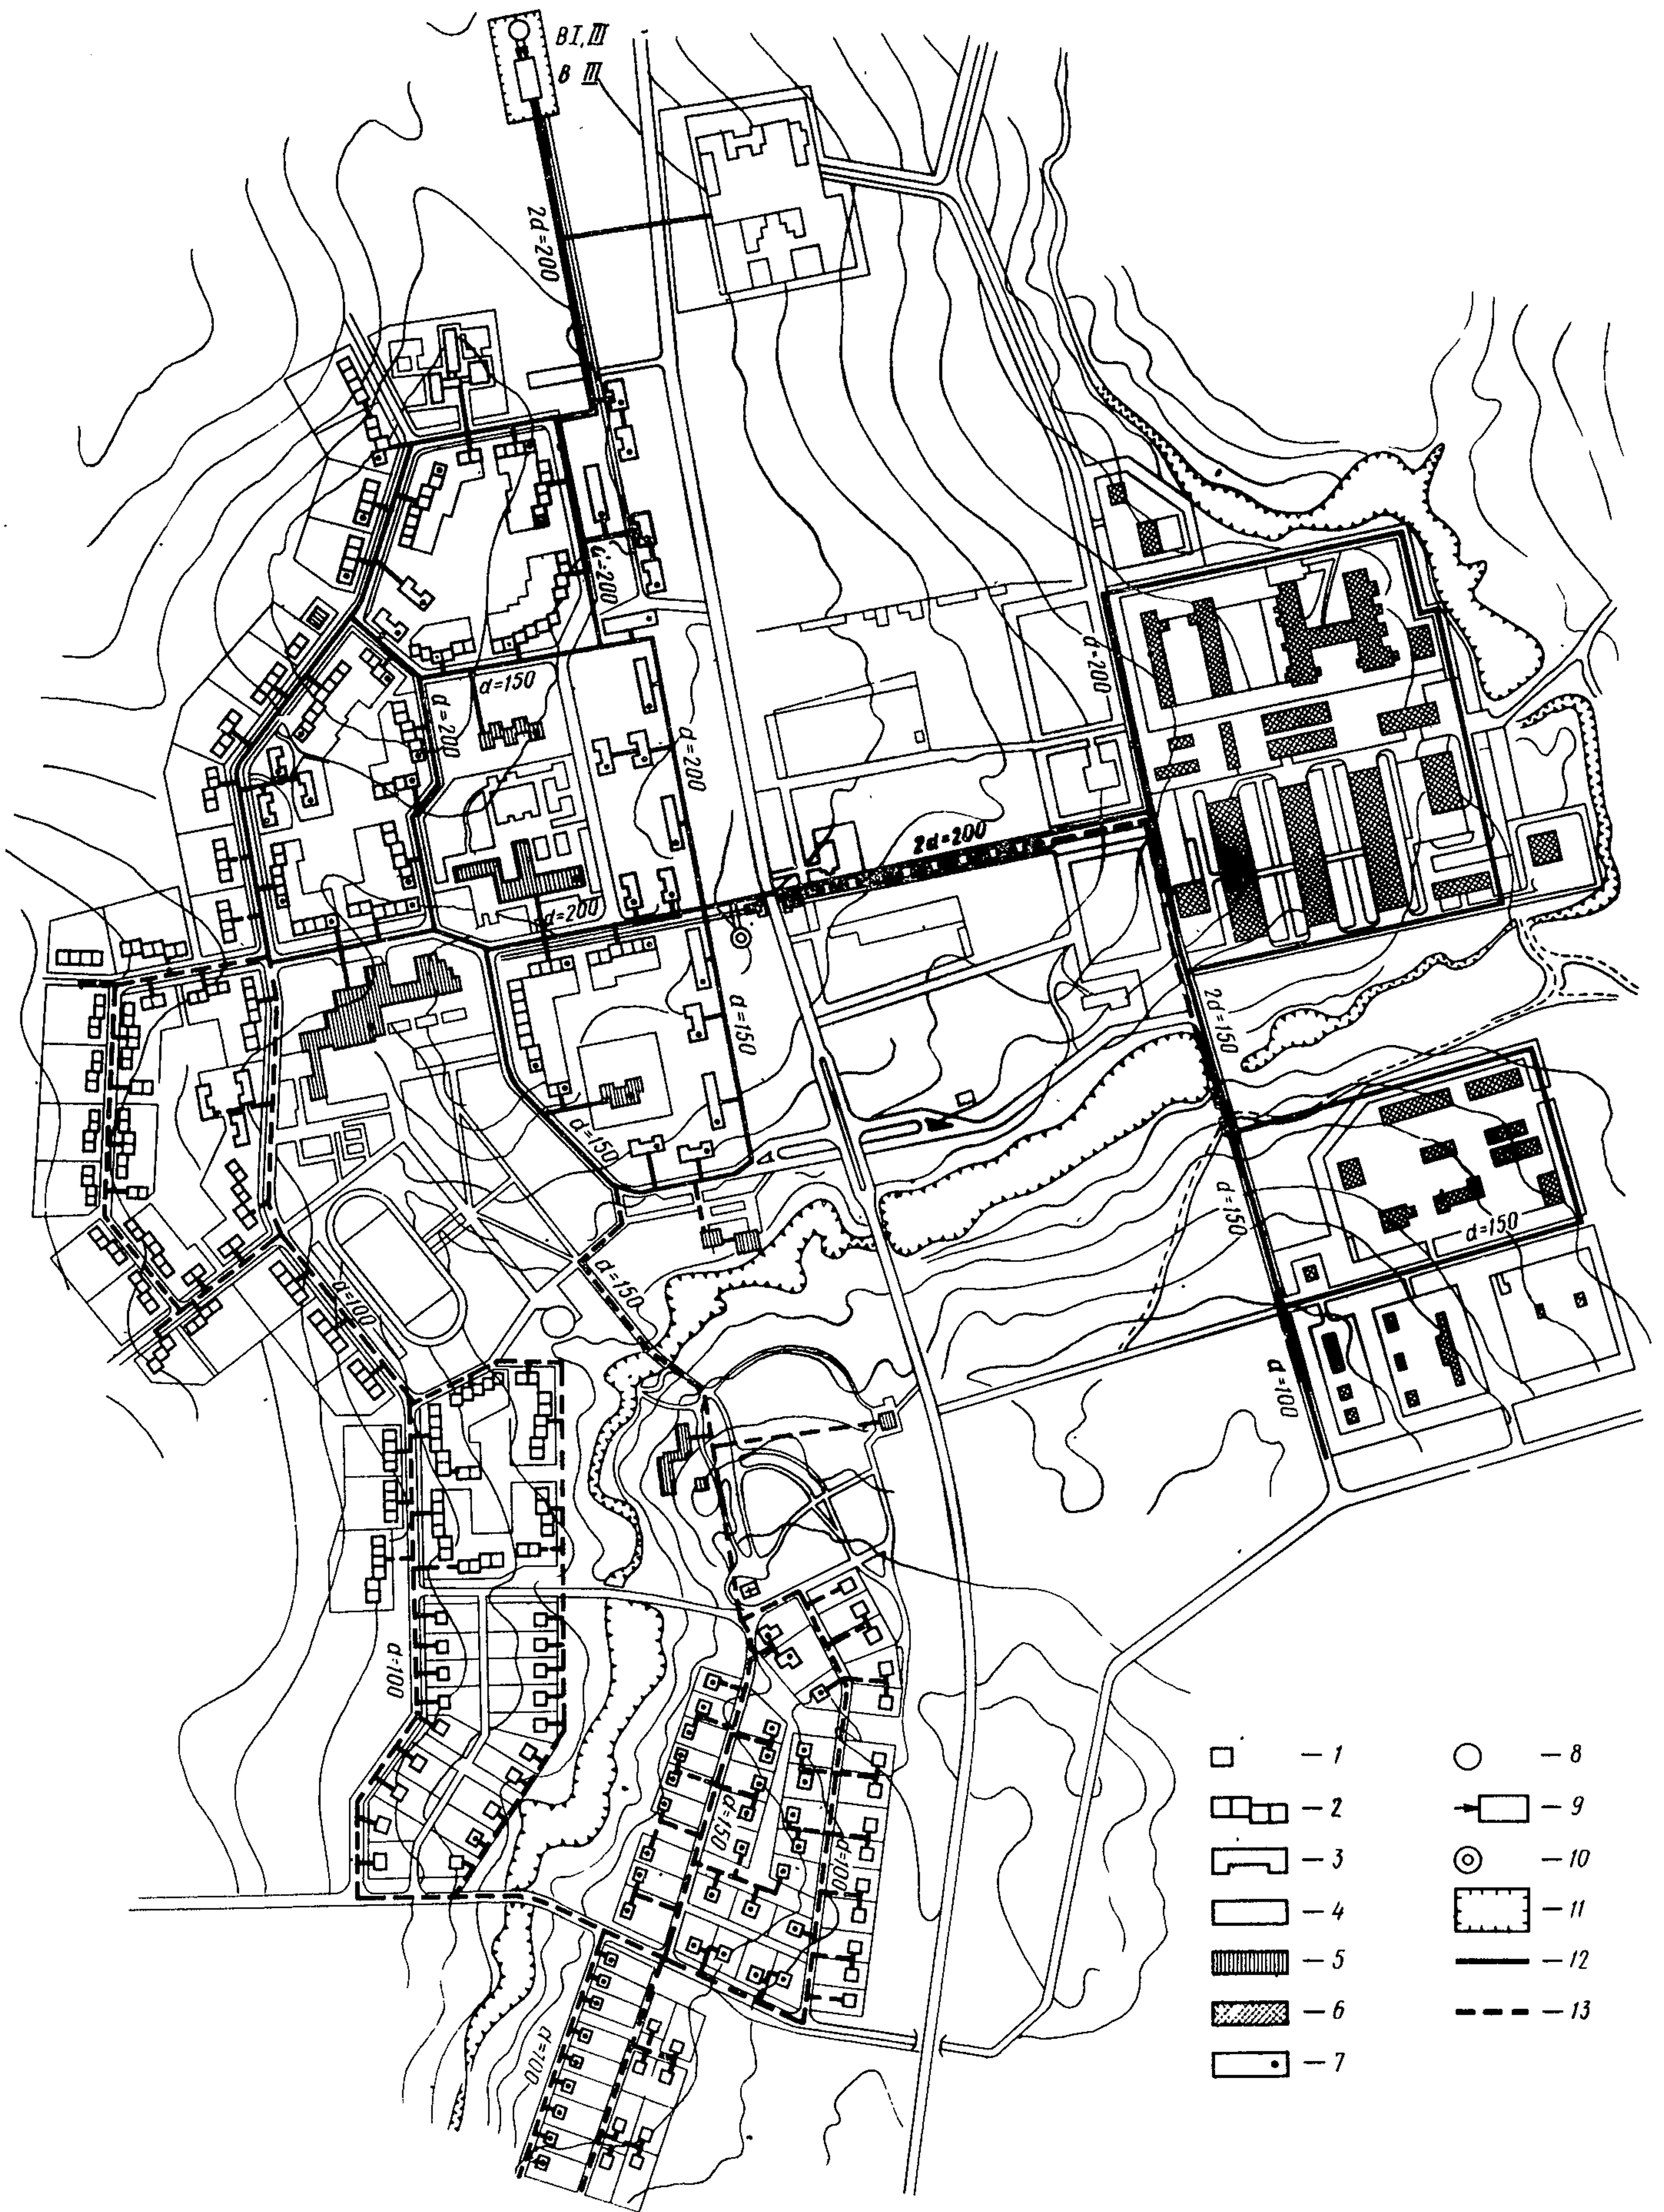 В I, III
В III
2d=200
d=200
d=150
d=200
d=200
d=200
2d=200
d=200
d=150
2d=150
d=150
d=150
d=150
d=150
d=100
d=100
d=100
d=150
d=100
d=100
□ — 1
— 2
— 3
— 4
— 5
— 6
— 7
— 8
— 9
— 10
— 11
— 12
— 13